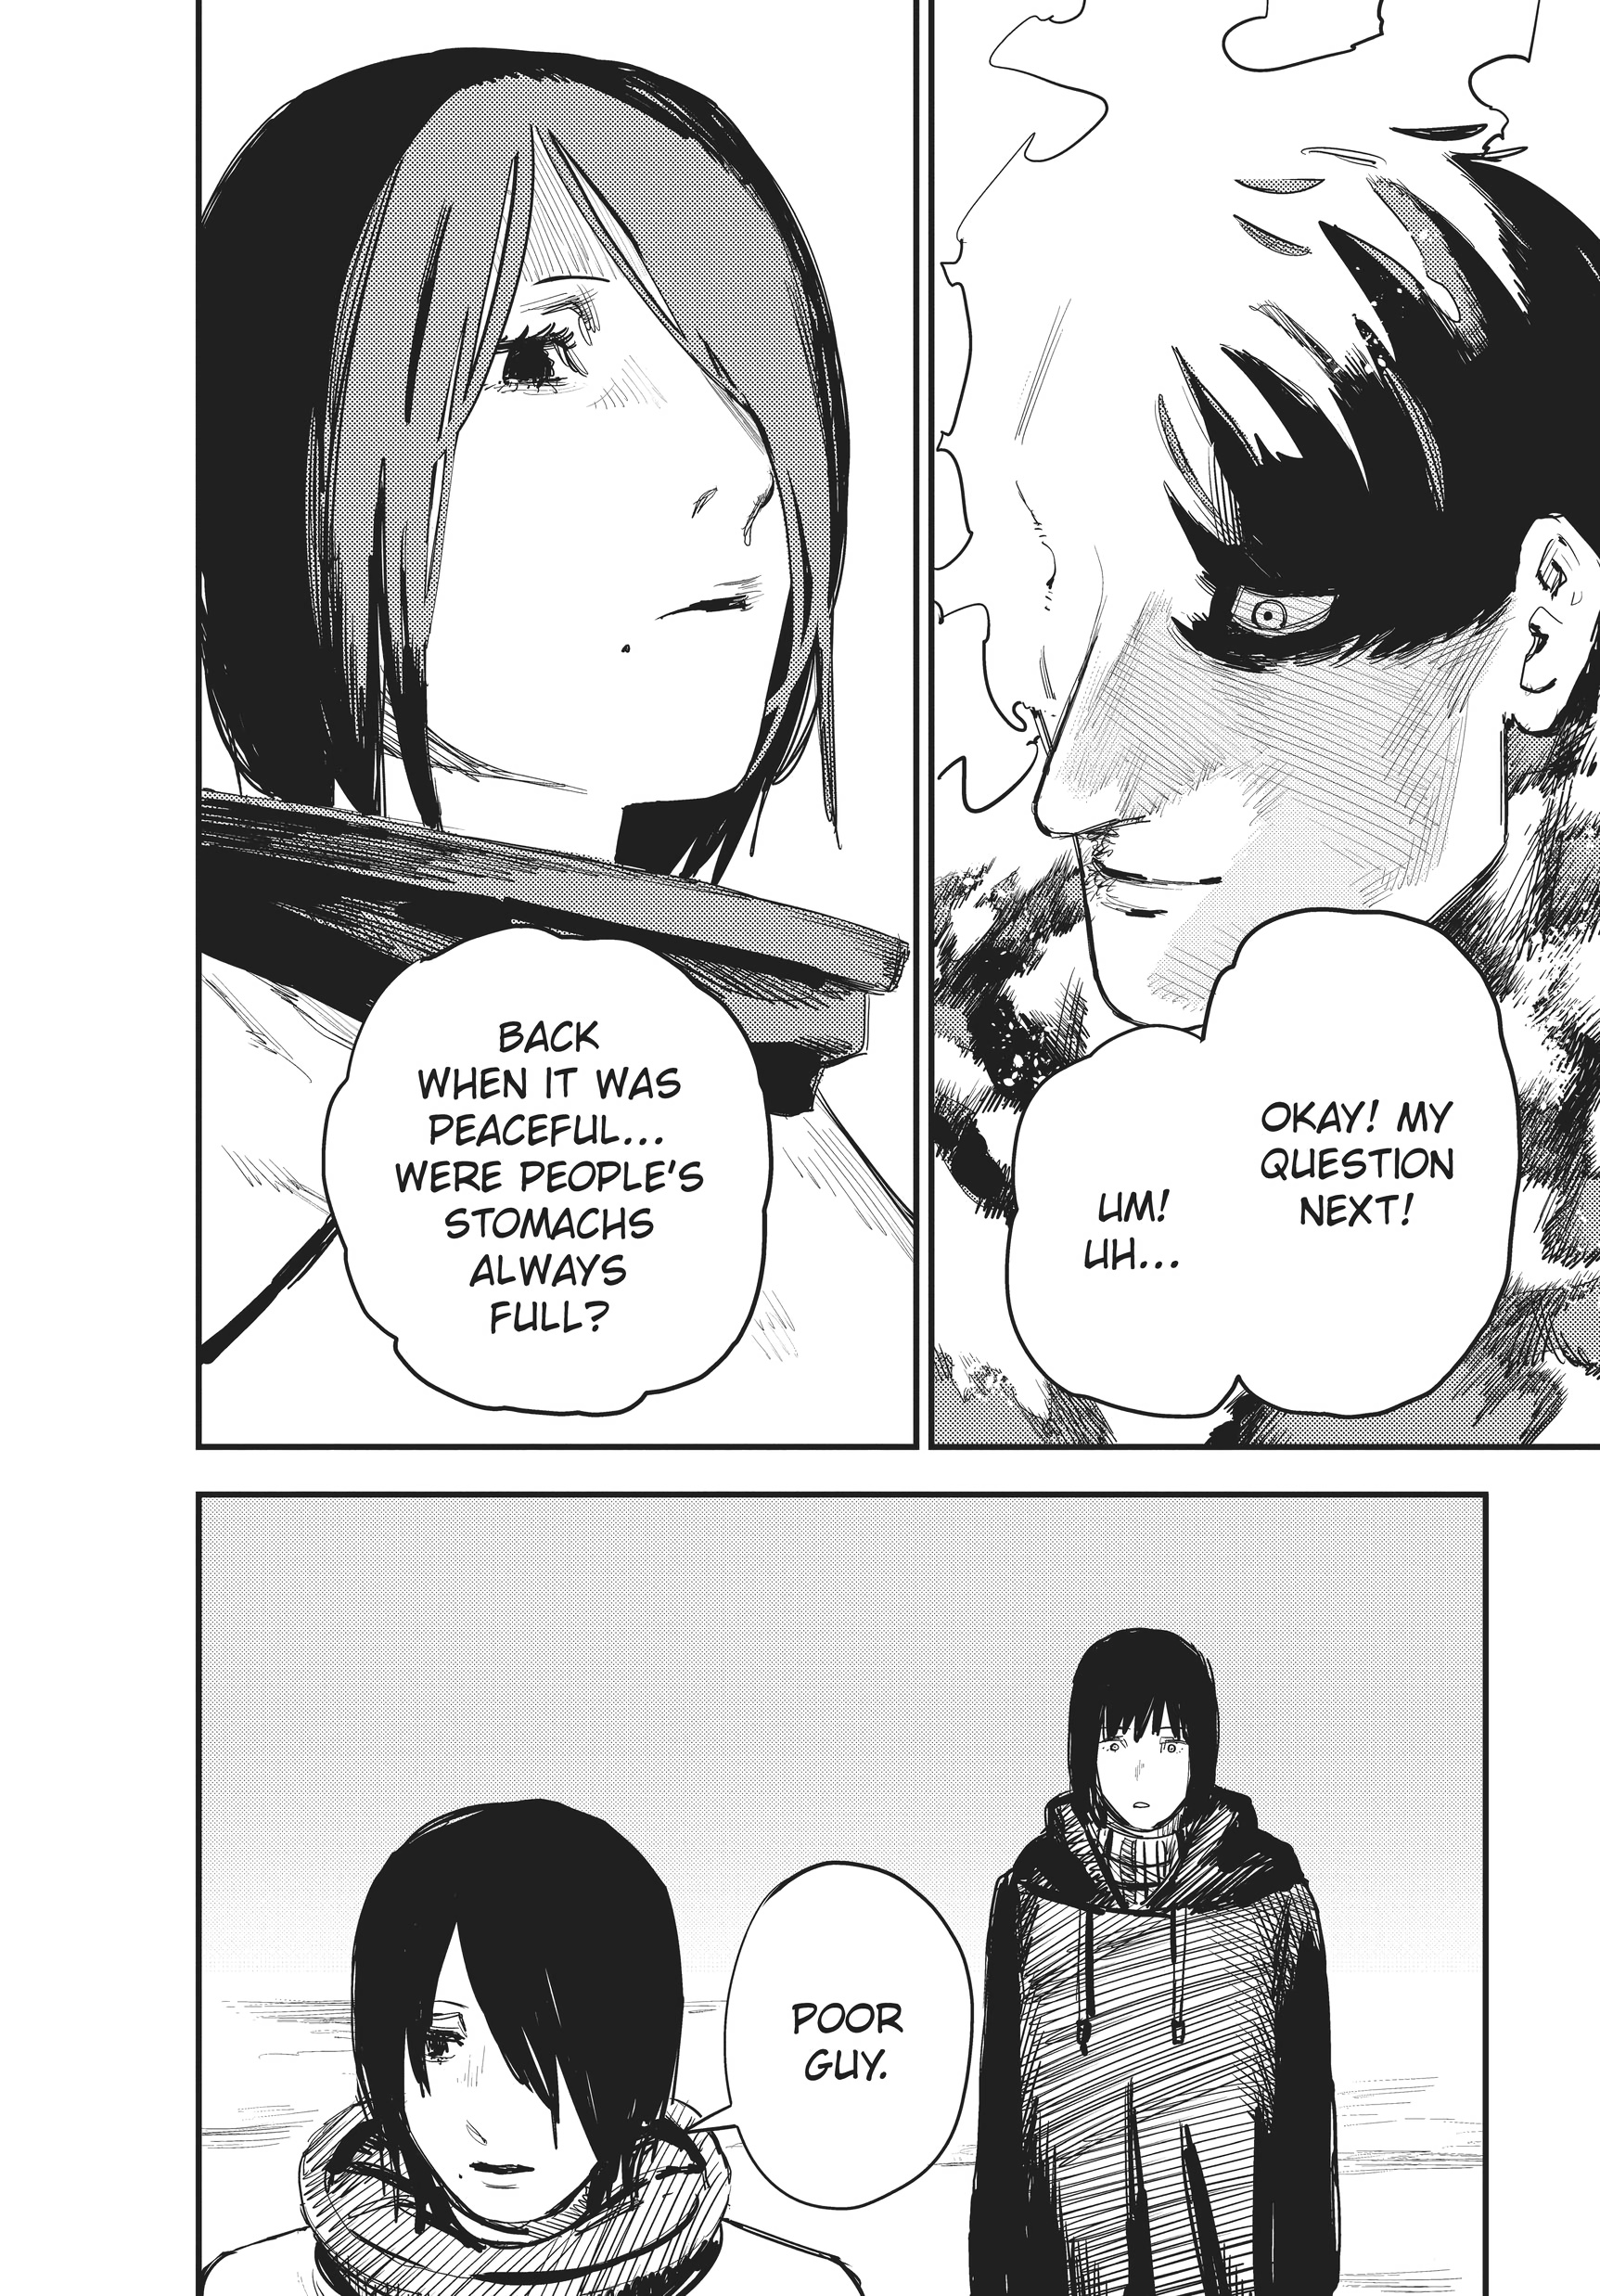 OKAY! MY
QUESTION
NEXT!
UM!
UH...
BACK
WHEN IT WAS
PEACEFUL...
WERE PEOPLE'S
STOMACHS
ALWAYS
FULL?
POOR
GUY.